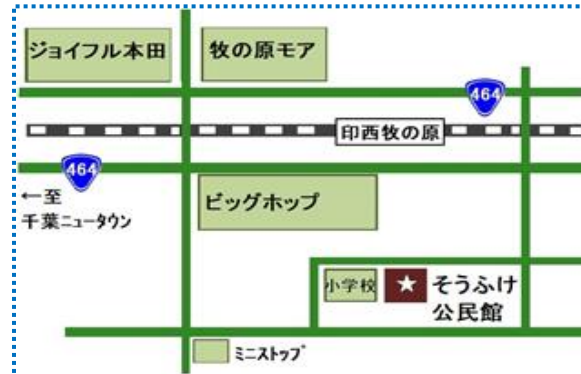 ジョイフル本田
牧の原モア
464
印西牧の原
464
←至
千葉ニュータウン
ビッグホップ
小学校
そうふけ
公民館
ミニストップ